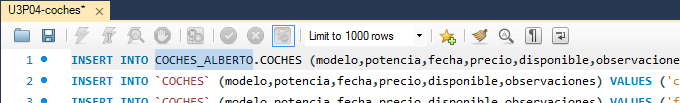 U3P04-coches*
Limit to 1000 rows
1 INSERT INTO COCHES_ALBERTO.COCHES (modelo,potencia,fecha,precio,disponible,observacione
2 INSERT INTO `COCHES` (modelo,potencia,fecha,precio,disponible,observaciones) VALUES ('c
3 INSERT INTO `COCHES` (modelo,potencia,fecha,precio,disponible,observaciones) VALUES ('f